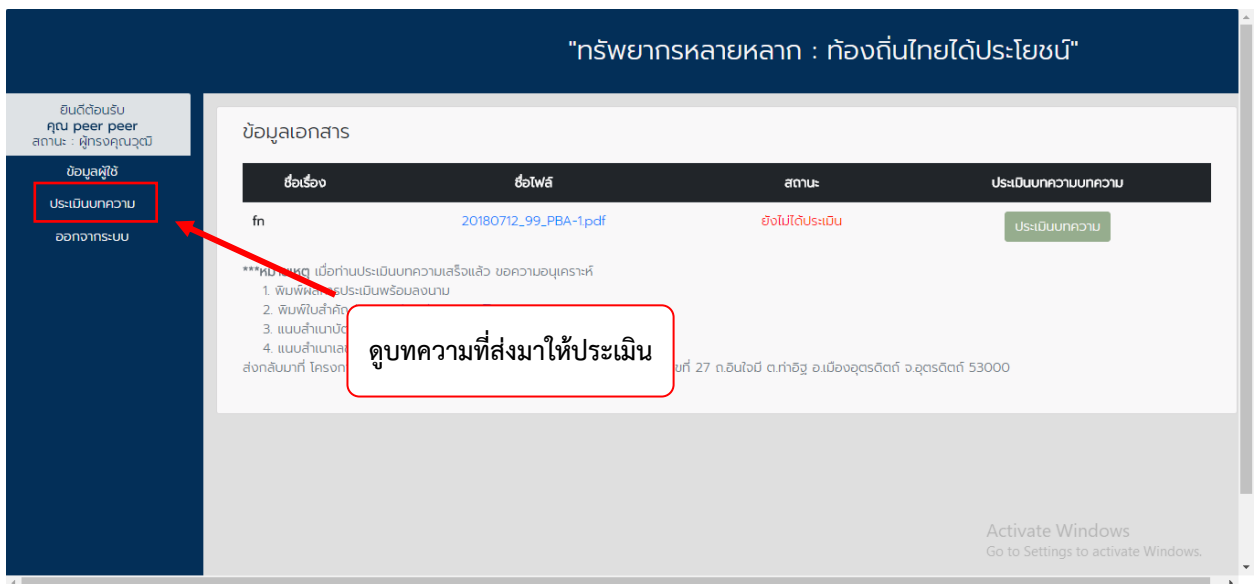 "ทรัพยากรหลายหลาก : ท้องถิ่นไทยได้ประโยชน์"
ยินดีต้อนรับ
คุณ peer peer
สถานะ : ผู้ทรงคุณวุฒิ
ข้อมูลผู้ใช้
ประเมินบทความ
ออกจากระบบ
ข้อมูลเอกสาร
ชื่อเรื่อง ชื่อไฟล์ สถานะ ประเมินบทความบทความ
fn 20180712_99_PBA-1.pdf ยังไม่ได้ประเมิน ประเมินบทความ
***หมายเหตุ เมื่อท่านประเมินบทความเสร็จแล้ว ขอความอนุเคราะห์
1. พิมพ์ผลการประเมินพร้อมลงนาม
2. พิมพ์ใบสำคัญ
3. แนบสำเนาบัตร
4. แนบสำเนาเลข
ส่งกลับมาที่ โครงก ขที่ 27 ถ.อินใจมี ต.ท่าอิฐ อ.เมืองอุตรดิตถ์ จ.อุตรดิตถ์ 53000
ดูบทความที่ส่งมาให้ประเมิน
Activate Windows
Go to Settings to activate Windows.